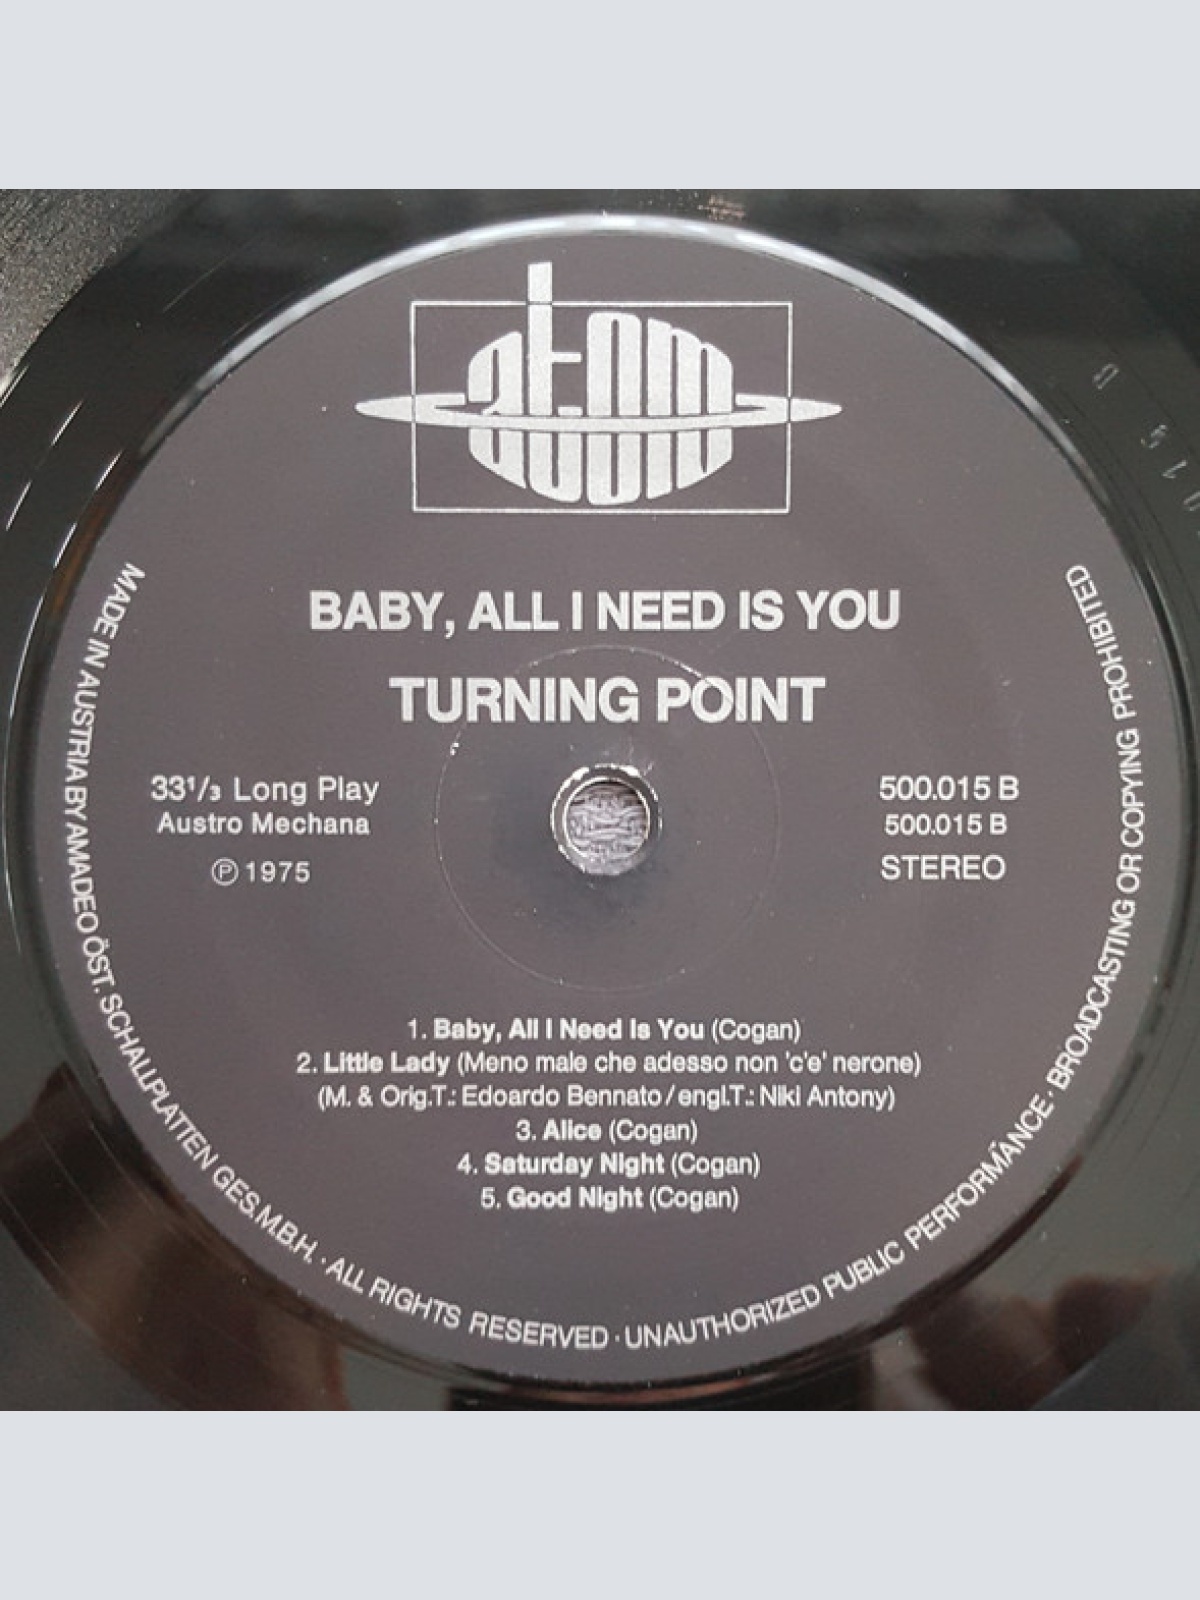 atom
BABY, ALL I NEED IS YOU
TURNING POINT
33 1/3 Long Play
Austro Mechana
Ⓟ 1975
500.015 B
500.015 B
STEREO
1. Baby, All I Need Is You (Cogan)
2. Little Lady (Meno male che adesso non 'c'e' nerone)
(M. & Orig.T.: Edoardo Bennato / engl.T.: Niki Antony)
3. Alice (Cogan)
4. Saturday Night (Cogan)
5. Good Night (Cogan)
MADE IN AUSTRIA BY AMADEO ÖST. SCHALLPLATTEN GES.M.B.H. · ALL RIGHTS RESERVED · UNAUTHORIZED PUBLIC PERFORMANCE · BROADCASTING OR COPYING PROHIBITED